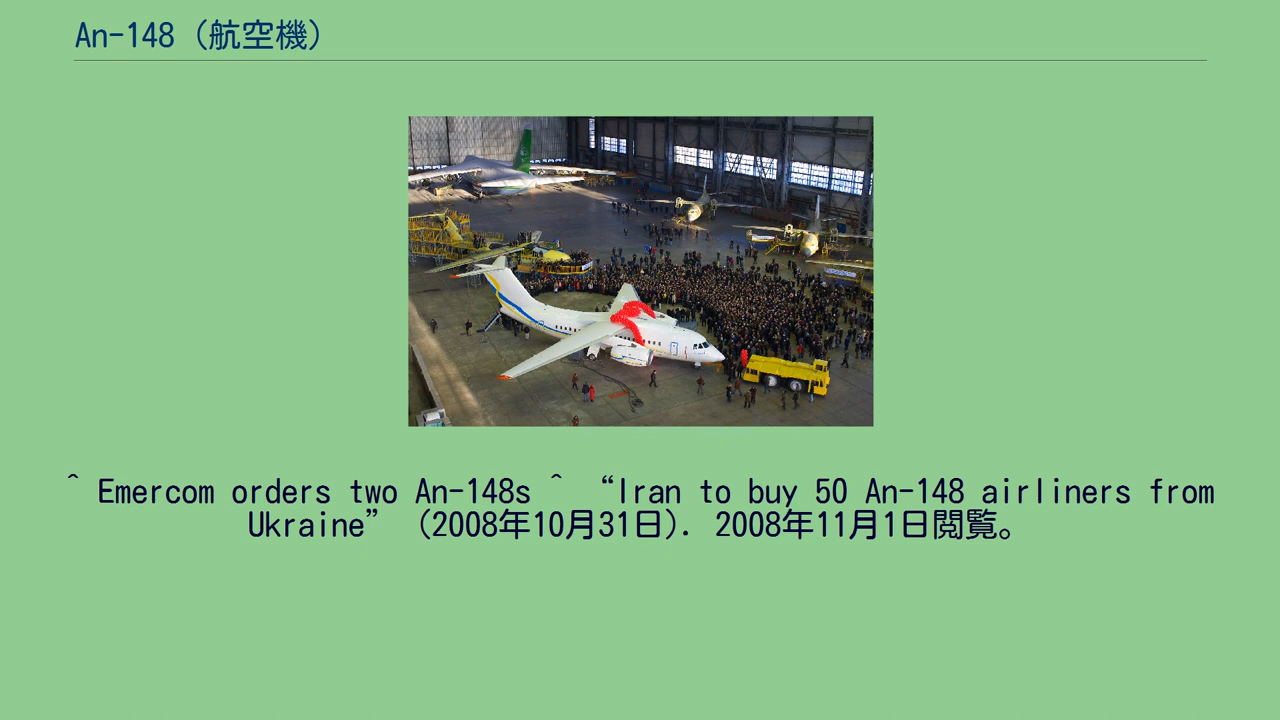 An-148 (航空機)
^ Emercom orders two An-148s ^ “Iran to buy 50 An-148 airliners from
Ukraine” (2008年10月31日). 2008年11月1日閲覧。